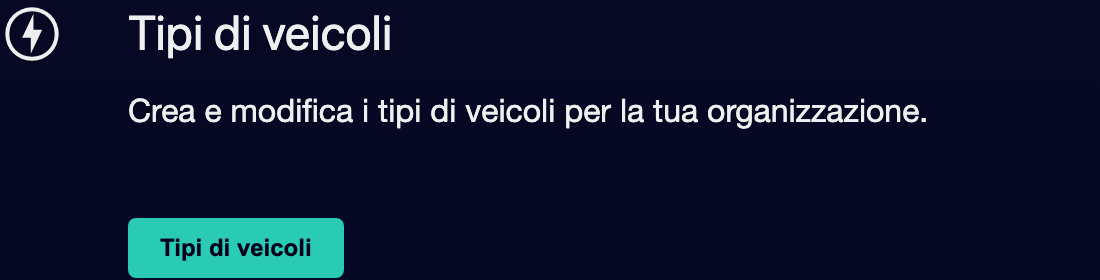 Tipi di veicoli
Crea e modifica i tipi di veicoli per la tua organizzazione.
Tipi di veicoli